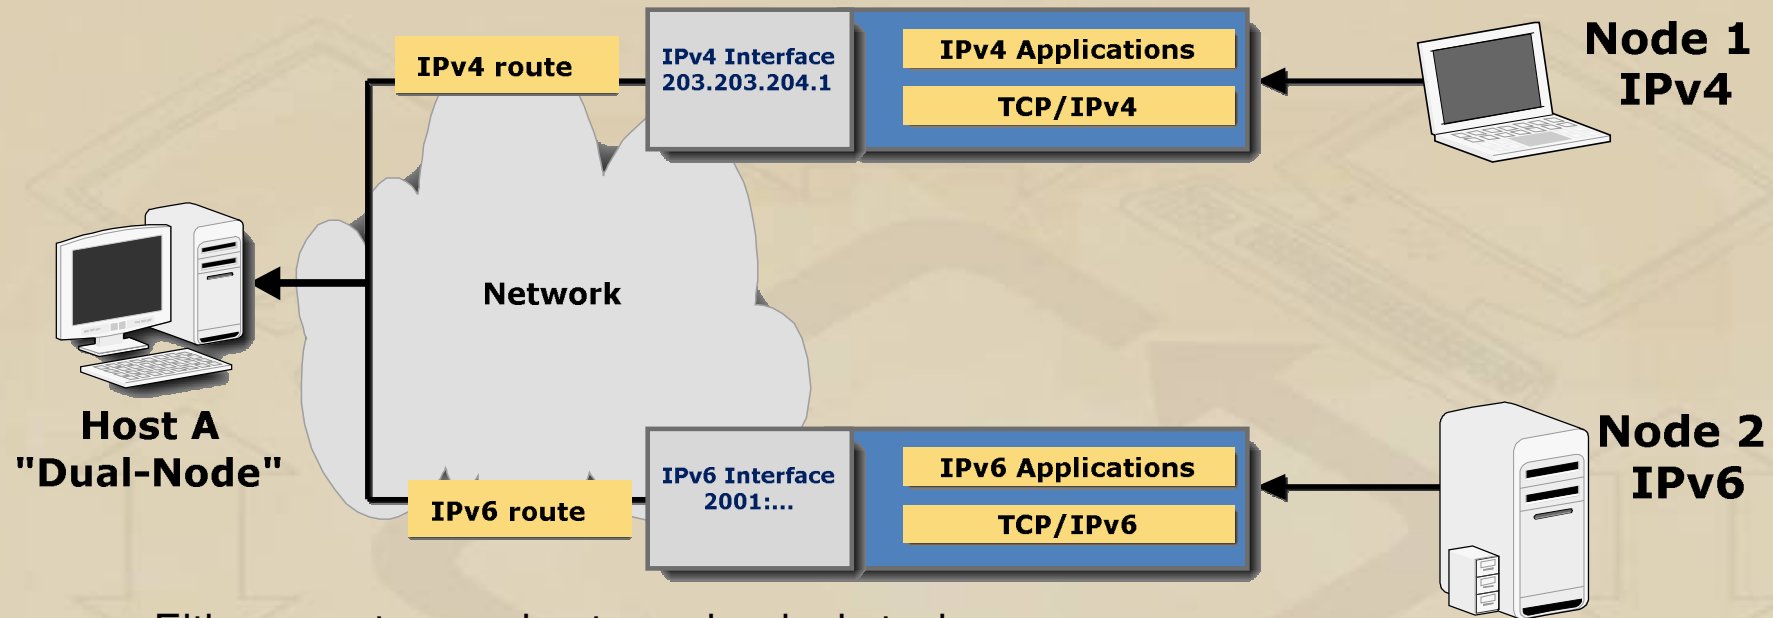 IPv4 route
IPv4 Interface
203.203.204.1
IPv4 Applications
TCP/IPv4
Node 1
IPv4
Network
Host A
"Dual-Node"
IPv6 route
IPv6 Interface
2001:...
IPv6 Applications
TCP/IPv6
Node 2
IPv6